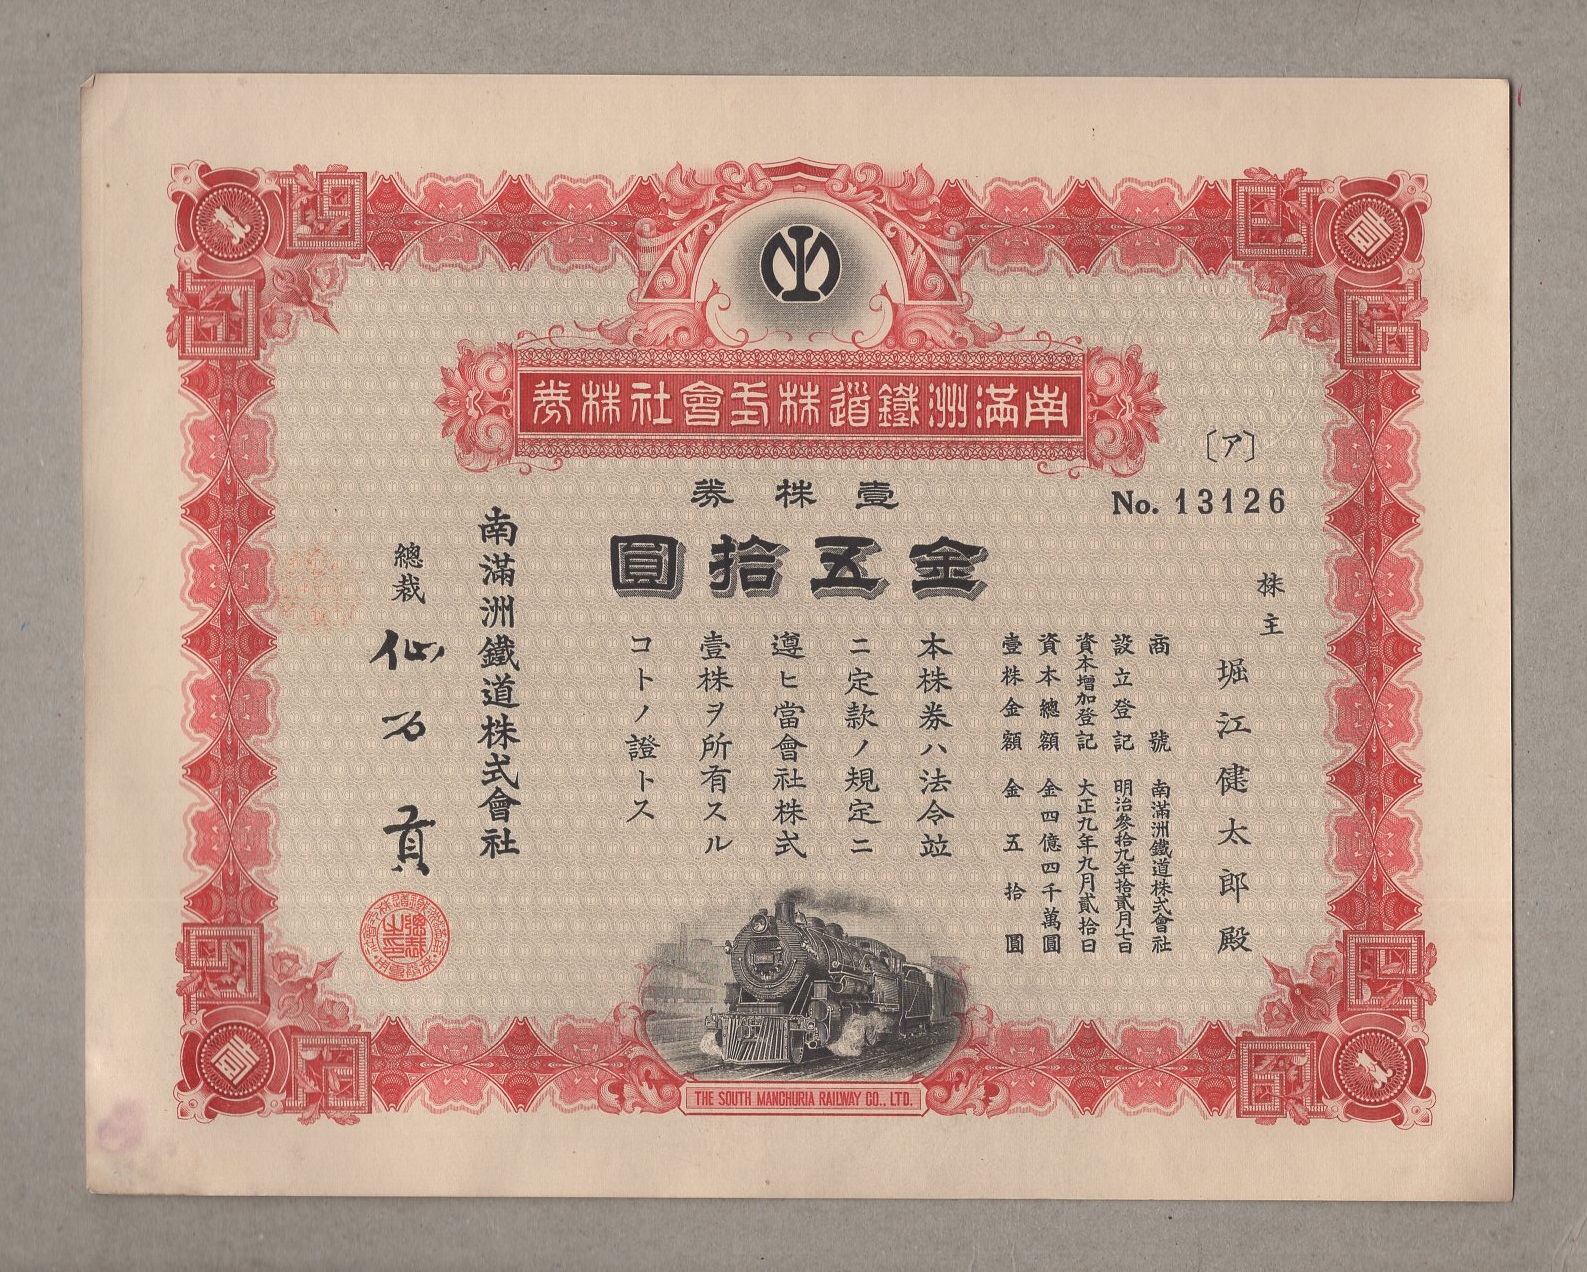 南滿洲鐵道株式會社株券
〔ア〕
No. 13126
壹株券
金五拾圓
株主
堀江健太郎殿
商號 南滿洲鐵道株式會社
設立登記 明治參拾九年拾貳月七日
資本增加登記 大正九年九月貳拾日
資本總額 金四億四千萬圓
壹株金額 金五拾圓
本株券ハ法令竝
ニ定款ノ規定ニ
遵ヒ當會社株式
壹株ヲ所有スル
コトノ證トス
南滿洲鐵道株式會社
總裁 仙石貢
THE SOUTH MANCHURIA RAILWAY CO., LTD.
壹
壹